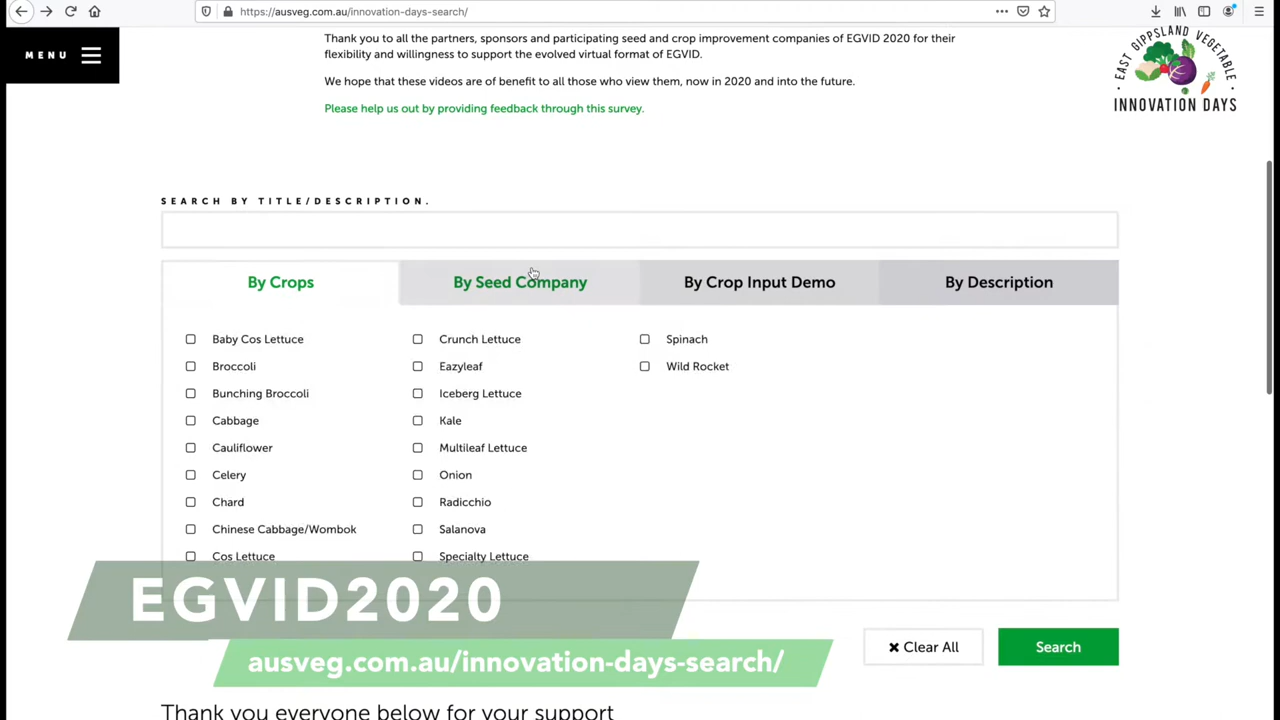 https://ausveg.com.au/innovation-days-search/
MENU
Thank you to all the partners, sponsors and participating seed and crop improvement companies of EGVID 2020 for their
flexibility and willingness to support the evolved virtual format of EGVID.
We hope that these videos are of benefit to all those who view them, now in 2020 and into the future.
Please help us out by providing feedback through this survey.
EAST GIPPSLAND VEGETABLE
INNOVATION DAYS
SEARCH BY TITLE/DESCRIPTION.
By Crops
By Seed Company
By Crop Input Demo
By Description
Baby Cos Lettuce
Broccoli
Bunching Broccoli
Cabbage
Cauliflower
Celery
Chard
Chinese Cabbage/Wombok
Cos Lettuce
Crunch Lettuce
Eazyleaf
Iceberg Lettuce
Kale
Multileaf Lettuce
Onion
Radicchio
Salanova
Specialty Lettuce
Spinach
Wild Rocket
EGVID2020
ausveg.com.au/innovation-days-search/
Clear All
Search
Thank you everyone below for your support